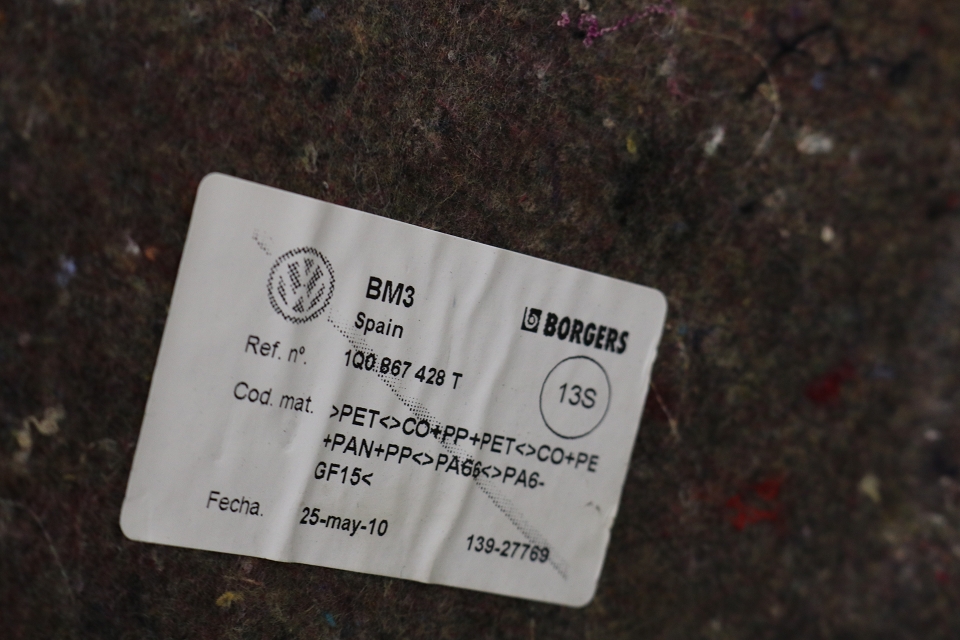 BM3
BORGERS
Spain
Ref. nº. 1Q0 867 428 T
13S
Cod. mat. >PET<>CO+PP+PET<>CO+PE
+PAN+PP<>PA66<>PA6-
GF15<
Fecha. 25-may-10
139-27769